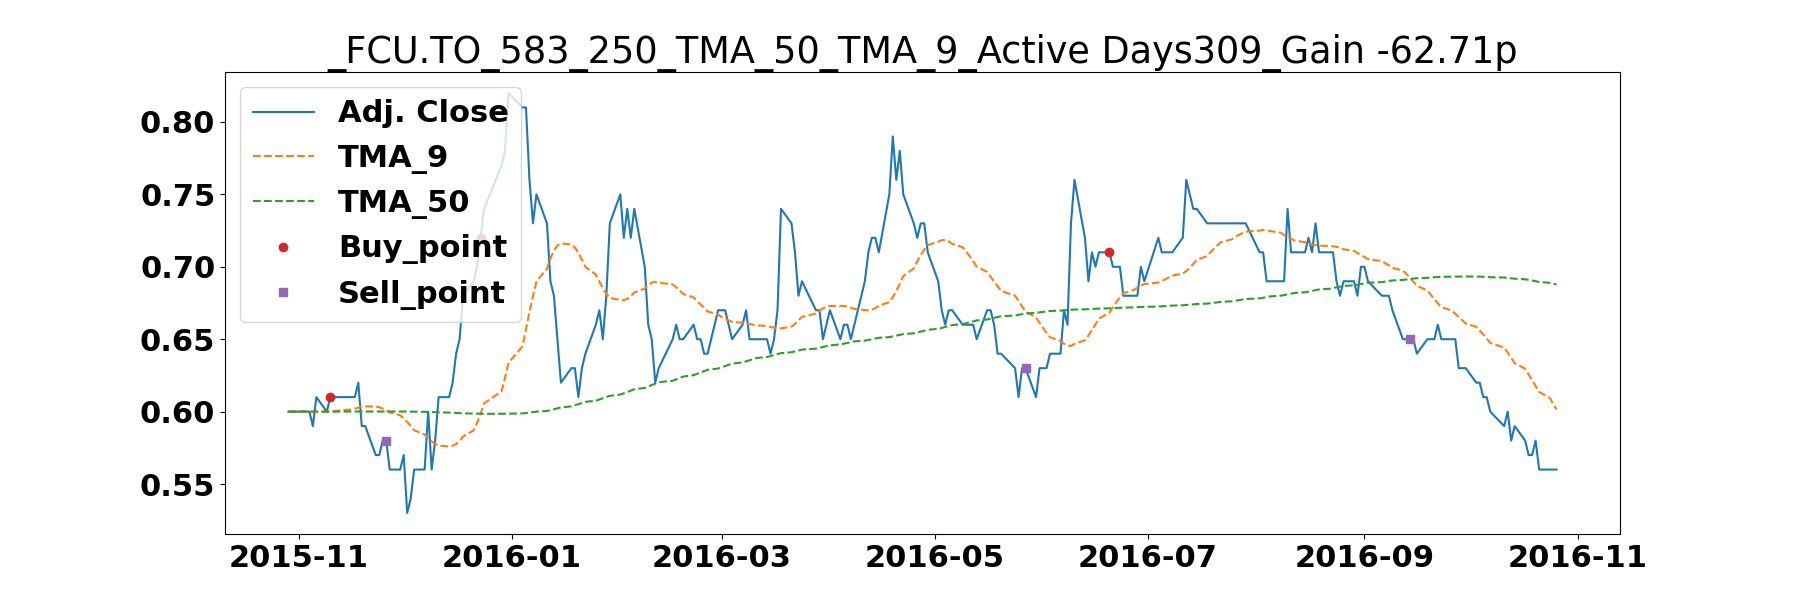 _FCU.TO_583_250_TMA_50_TMA_9_Active Days309_Gain -62.71p
Adj. Close
TMA_9
TMA_50
Buy_point
Sell_point
0.80
0.75
0.70
0.65
0.60
0.55
2015-11 2016-01 2016-03 2016-05 2016-07 2016-09 2016-11